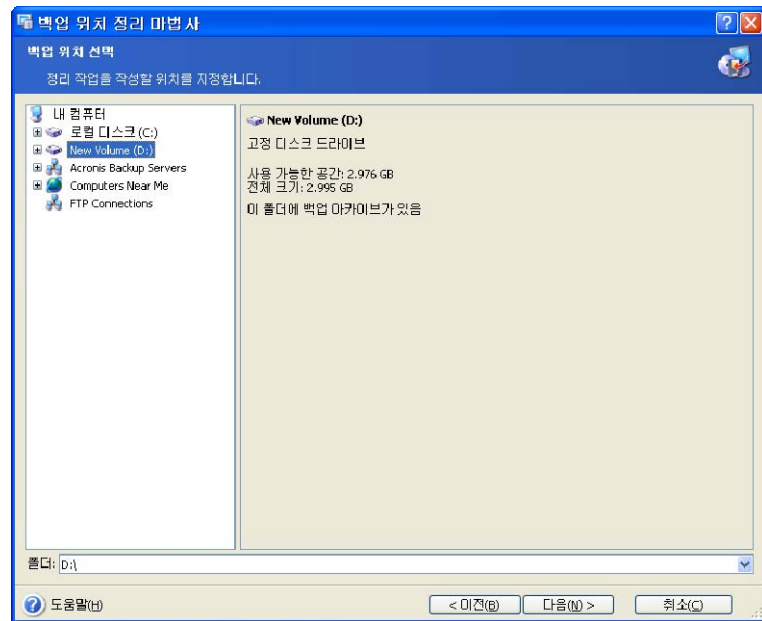 백업 위치 정리 마법사
백업 위치 선택
정리 작업을 작성할 위치를 지정합니다.
내 컴퓨터
로컬 디스크 (C:)
New Volume (D:)
Acronis Backup Servers
Computers Near Me
FTP Connections
New Volume (D:)
고정 디스크 드라이브
사용 가능한 공간: 2.976 GB
전체 크기: 2.995 GB
이 폴더에 백업 아카이브가 있음
폴더: D:\
도움말(H)
< 이전(B)
다음(N) >
취소(C)